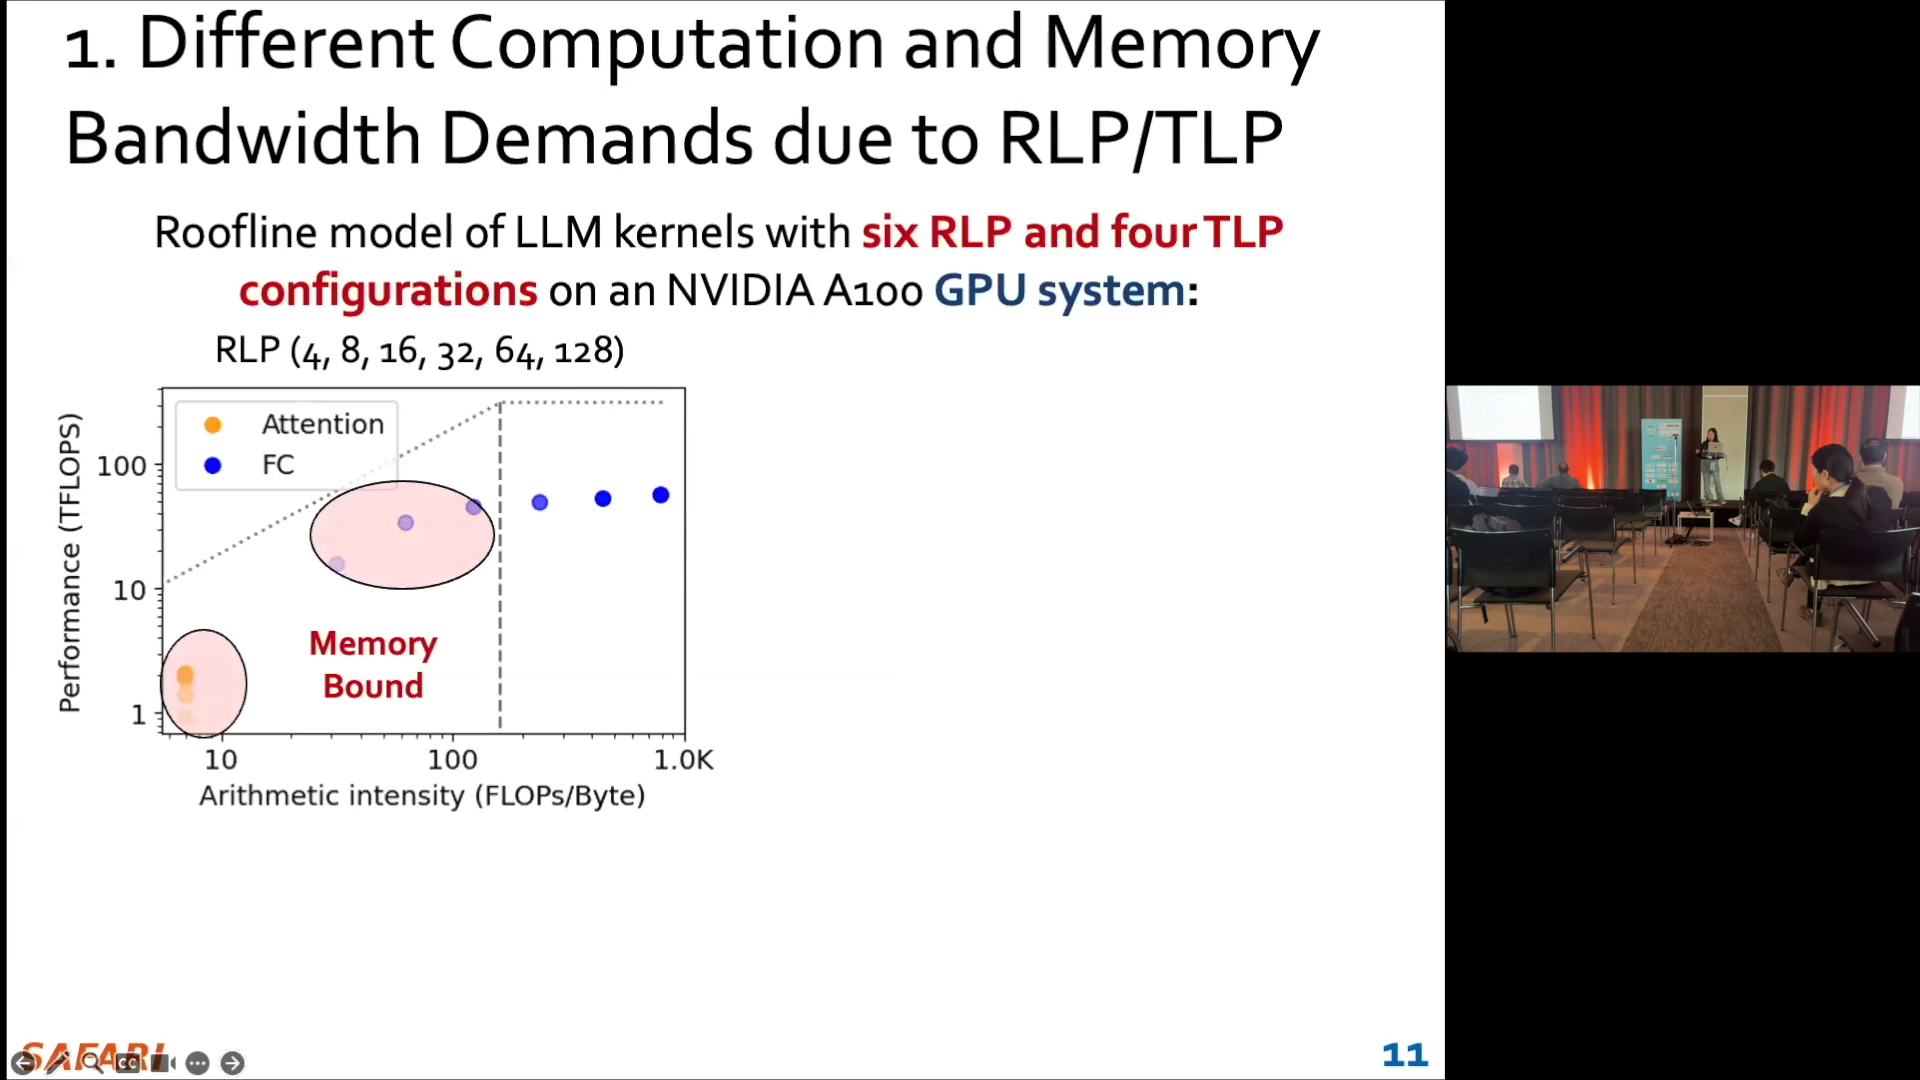 1. Different Computation and Memory
Bandwidth Demands due to RLP/TLP
Roofline model of LLM kernels with six RLP and four TLP
configurations on an NVIDIA A100 GPU system:
RLP (4, 8, 16, 32, 64, 128)
Attention
FC
Performance (TFLOPS)
100
10
1
Memory
Bound
10
100
1.0K
Arithmetic intensity (FLOPs/Byte)
SAFARI
CC
11